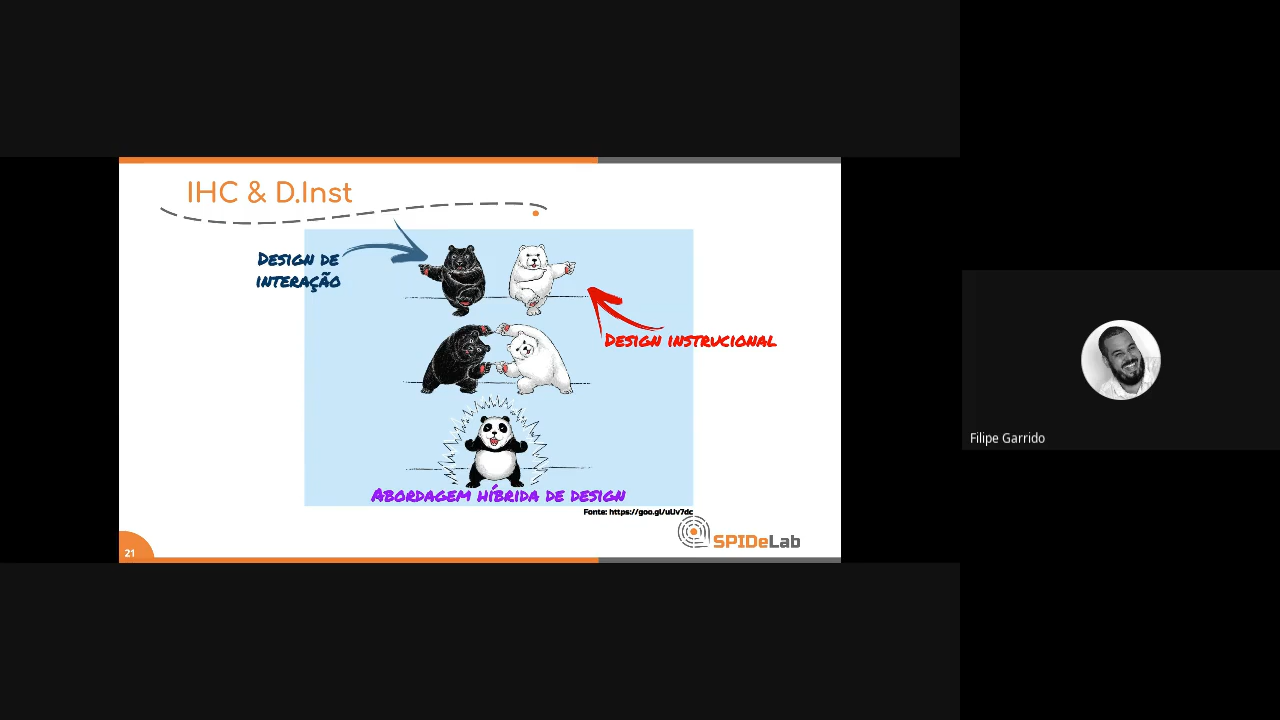 IHC & D.Inst
DESIGN DE
INTERAÇÃO
DESIGN INSTRUCIONAL
ABORDAGEM HÍBRIDA DE DESIGN
Fonte: https://goo.gl/uUv7dc
SPIDeLab
21
Filipe Garrido